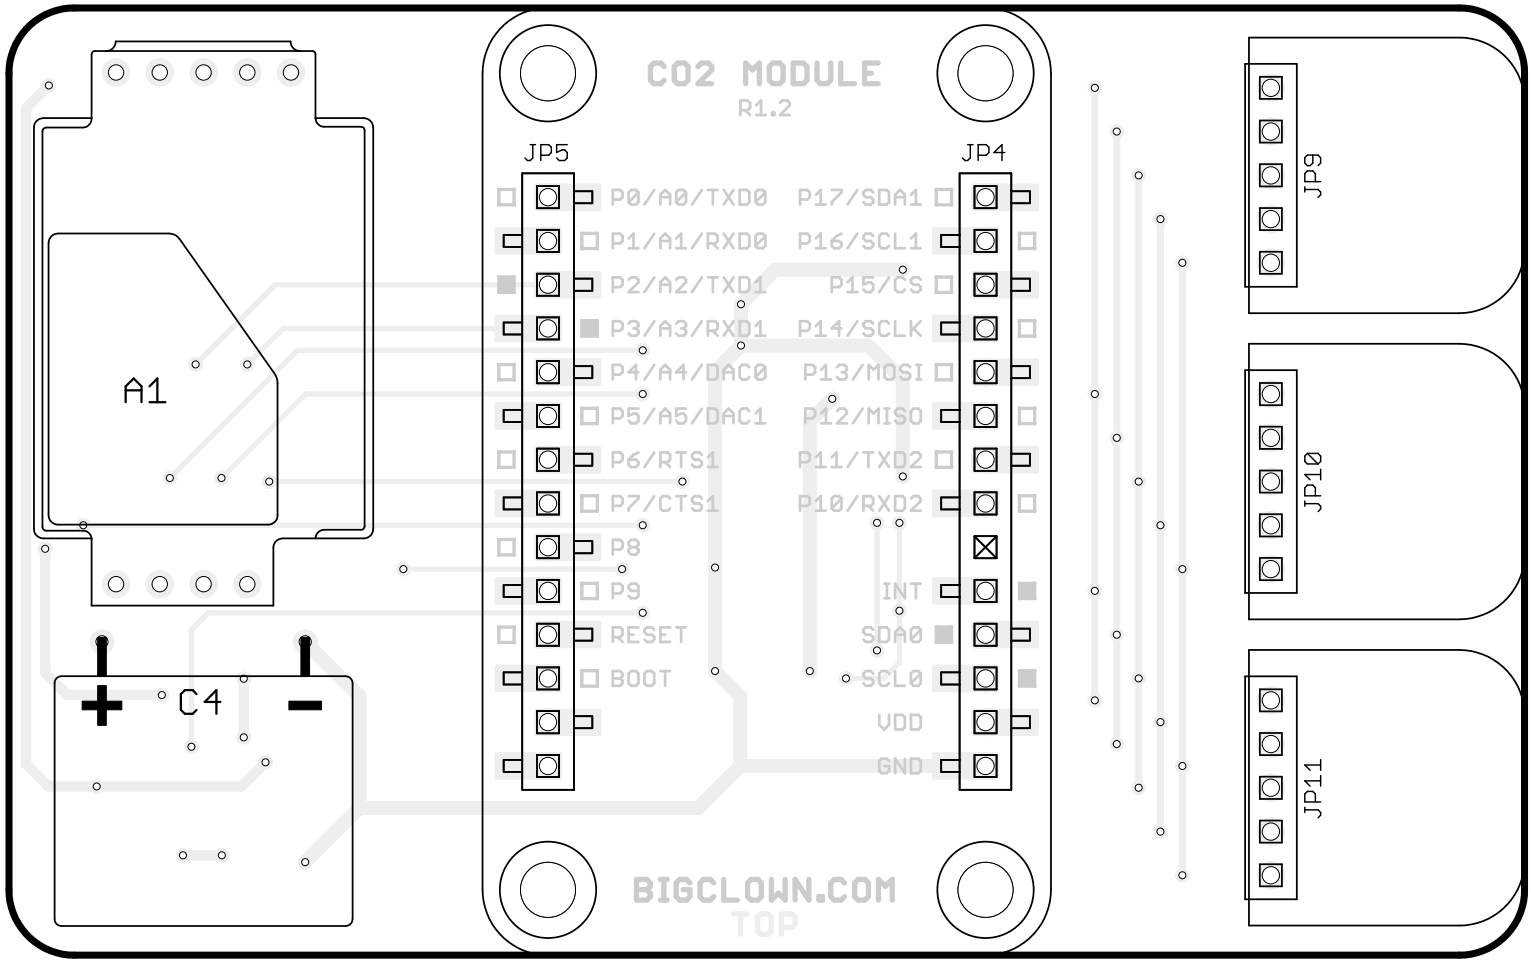 CO2 MODULE
R1.2
JP5
JP4
P0/A0/TXD0
P17/SDA1
P1/A1/RXD0
P16/SCL1
P2/A2/TXD1
P15/CS
P3/A3/RXD1
P14/SCLK
P4/A4/DAC0
P13/MOSI
P5/A5/DAC1
P12/MISO
P6/RTS1
P11/TXD2
P7/CTS1
P10/RXD2
P8
P9
INT
RESET
SDA0
BOOT
SCL0
VDD
GND
A1
+
C4
−
JP9
JP10
JP11
BIGCLOWN.COM
TOP